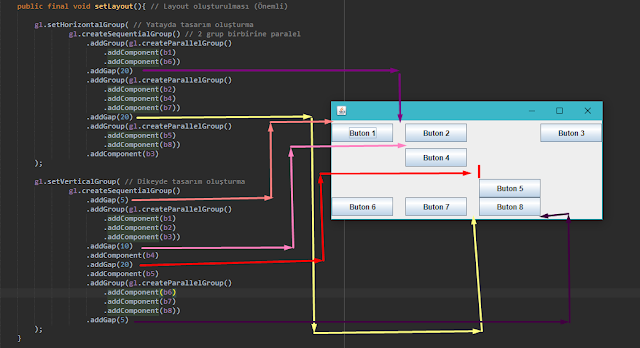 public final void setLayout(){ // Layout oluşturulması (Önemli)
gl.setHorizontalGroup( // Yatayda tasarım oluşturma
gl.createSequentialGroup() // 2 grup birbirine paralel
.addGroup(gl.createParallelGroup()
.addComponent(b1)
.addComponent(b6))
.addGap(20)
.addGroup(gl.createParallelGroup()
.addComponent(b2)
.addComponent(b4)
.addComponent(b7))
.addGap(20)
.addGroup(gl.createParallelGroup()
.addComponent(b5)
.addComponent(b8))
.addComponent(b3)
);
gl.setVerticalGroup( // Dikeyde tasarım oluşturma
gl.createSequentialGroup()
.addGap(5)
.addGroup(gl.createParallelGroup()
.addComponent(b1)
.addComponent(b2)
.addComponent(b3))
.addGap(10)
.addComponent(b4)
.addGap(20)
.addComponent(b5)
.addGroup(gl.createParallelGroup()
.addComponent(b6)
.addComponent(b7)
.addComponent(b8))
.addGap(5)
);
}
Buton 1 Buton 2 Buton 3
Buton 4
Buton 5
Buton 6 Buton 7 Buton 8